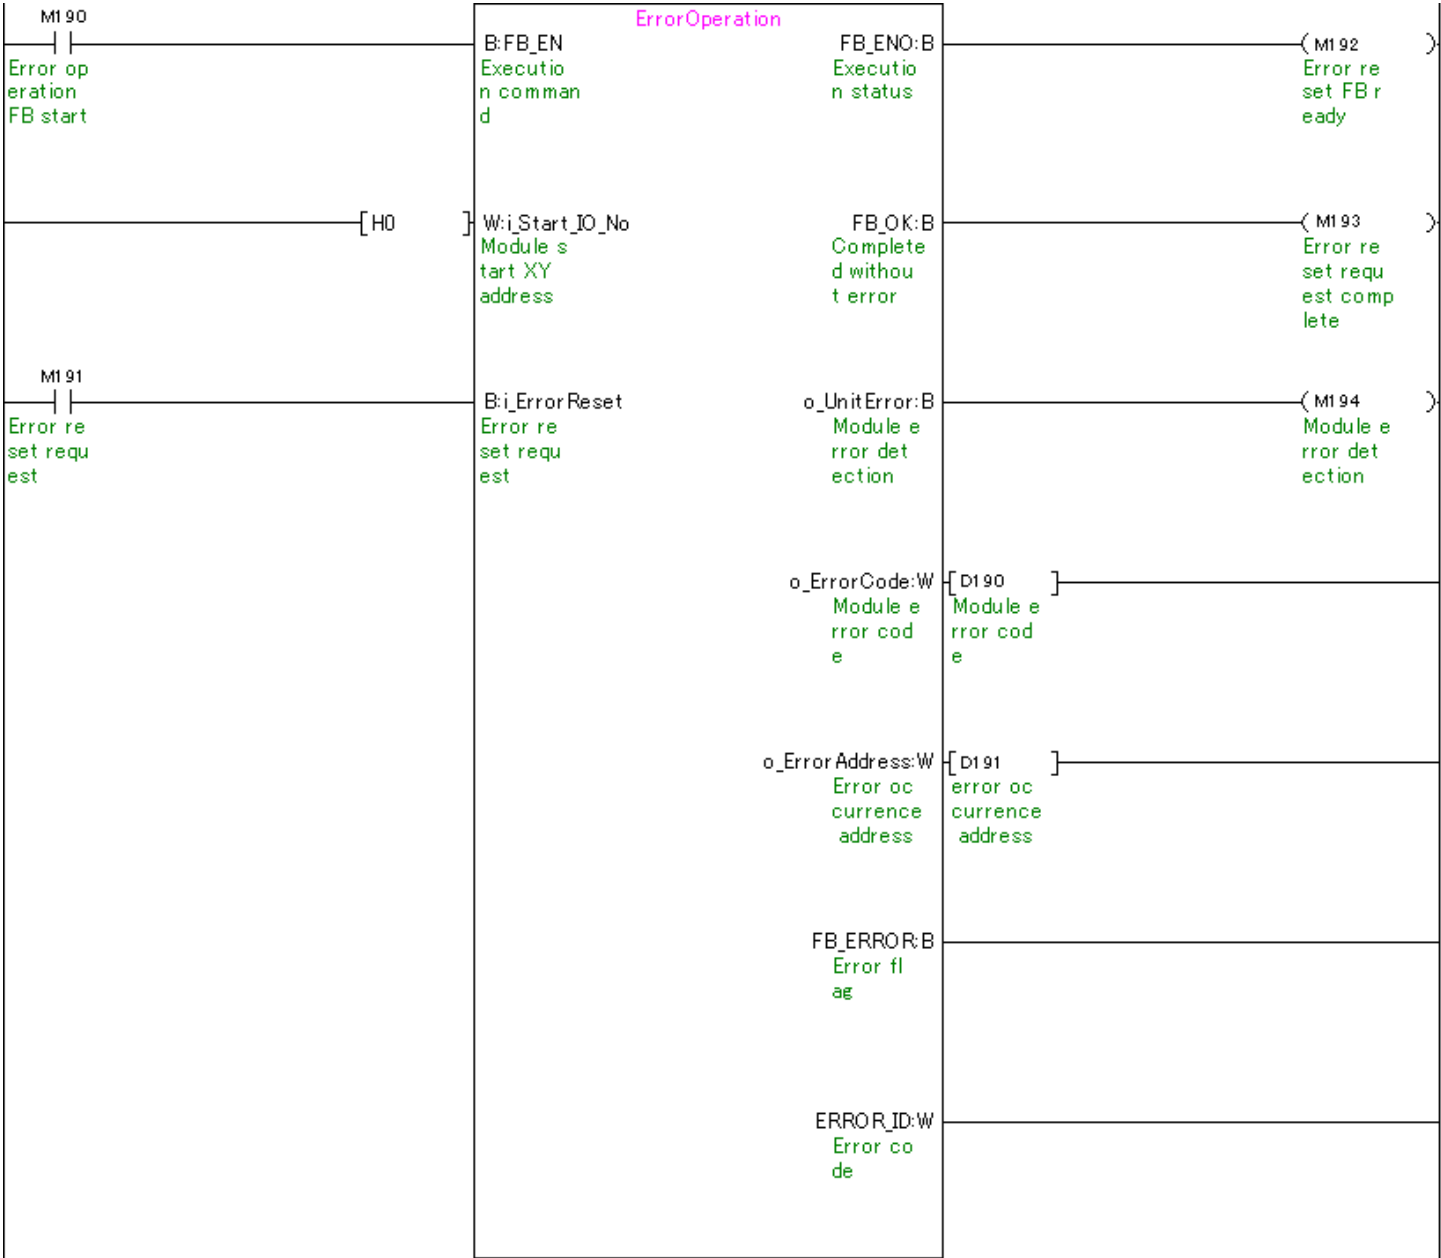 M190
ErrorOperation
B:FB_EN
FB_ENO:B
M192
Error op
eration
FB start
Executio
n comman
d
Executio
n status
Error re
set FB r
eady
H0
W:i_Start_IO_No
FB_OK:B
M193
Module s
tart XY
address
Complete
d withou
t error
Error re
set requ
est comp
lete
M191
B:i_ErrorReset
o_UnitError:B
M194
Error re
set requ
est
Error re
set requ
est
Module e
rror det
ection
Module e
rror det
ection
o_ErrorCode:W
D190
Module e
rror cod
e
Module e
rror cod
e
o_ErrorAddress:W
D191
Error oc
currence
address
error oc
currence
address
FB_ERROR:B
Error fl
ag
ERROR_ID:W
Error co
de